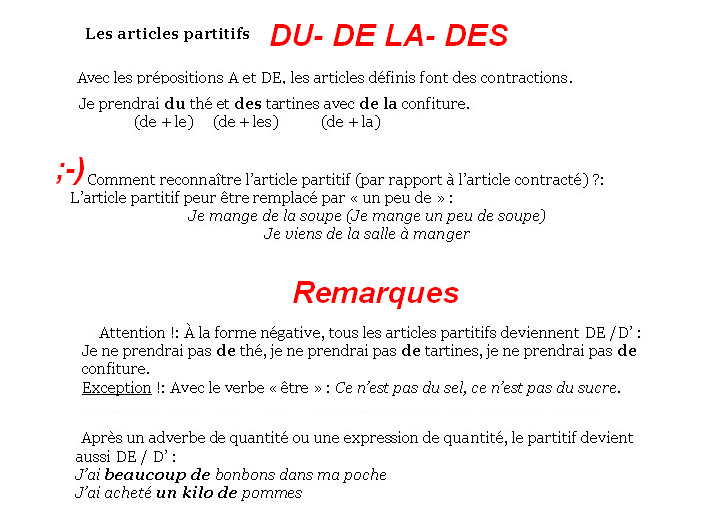 Les articles partitifs DU- DE LA- DES
Avec les prépositions A et DE, les articles définis font des contractions.
Je prendrai du thé et des tartines avec de la confiture.
(de + le) (de + les) (de + la)
;-) Comment reconnaître l'article partitif (par rapport à l'article contracté) ?:
L'article partitif peur être remplacé par « un peu de » :
Je mange de la soupe (Je mange un peu de soupe)
Je viens de la salle à manger
Remarques
Attention !: À la forme négative, tous les articles partitifs deviennent DE / D' :
Je ne prendrai pas de thé, je ne prendrai pas de tartines, je ne prendrai pas de
confiture.
Exception !: Avec le verbe « être » : Ce n'est pas du sel, ce n'est pas du sucre.
Après un adverbe de quantité ou une expression de quantité, le partitif devient
aussi DE / D' :
J'ai beaucoup de bonbons dans ma poche
J'ai acheté un kilo de pommes